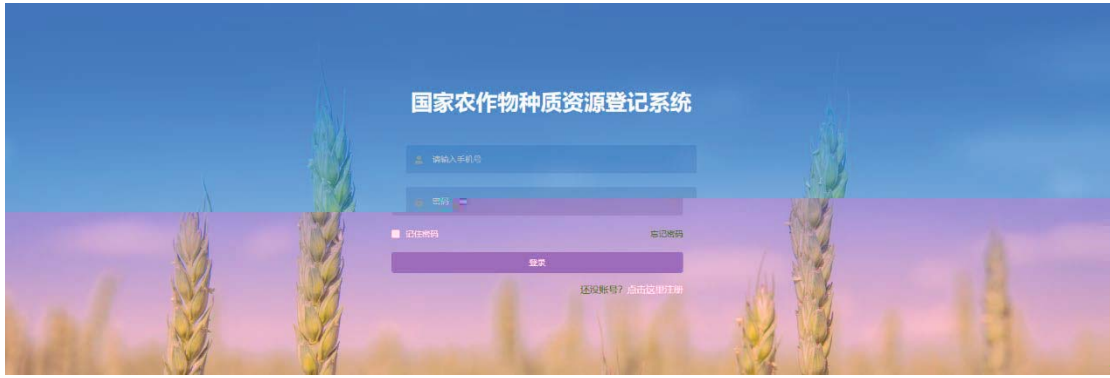 国家农作物种质资源登记系统
请输入手机号
密码
记住密码 忘记密码
登录
还没账号？点击这里注册